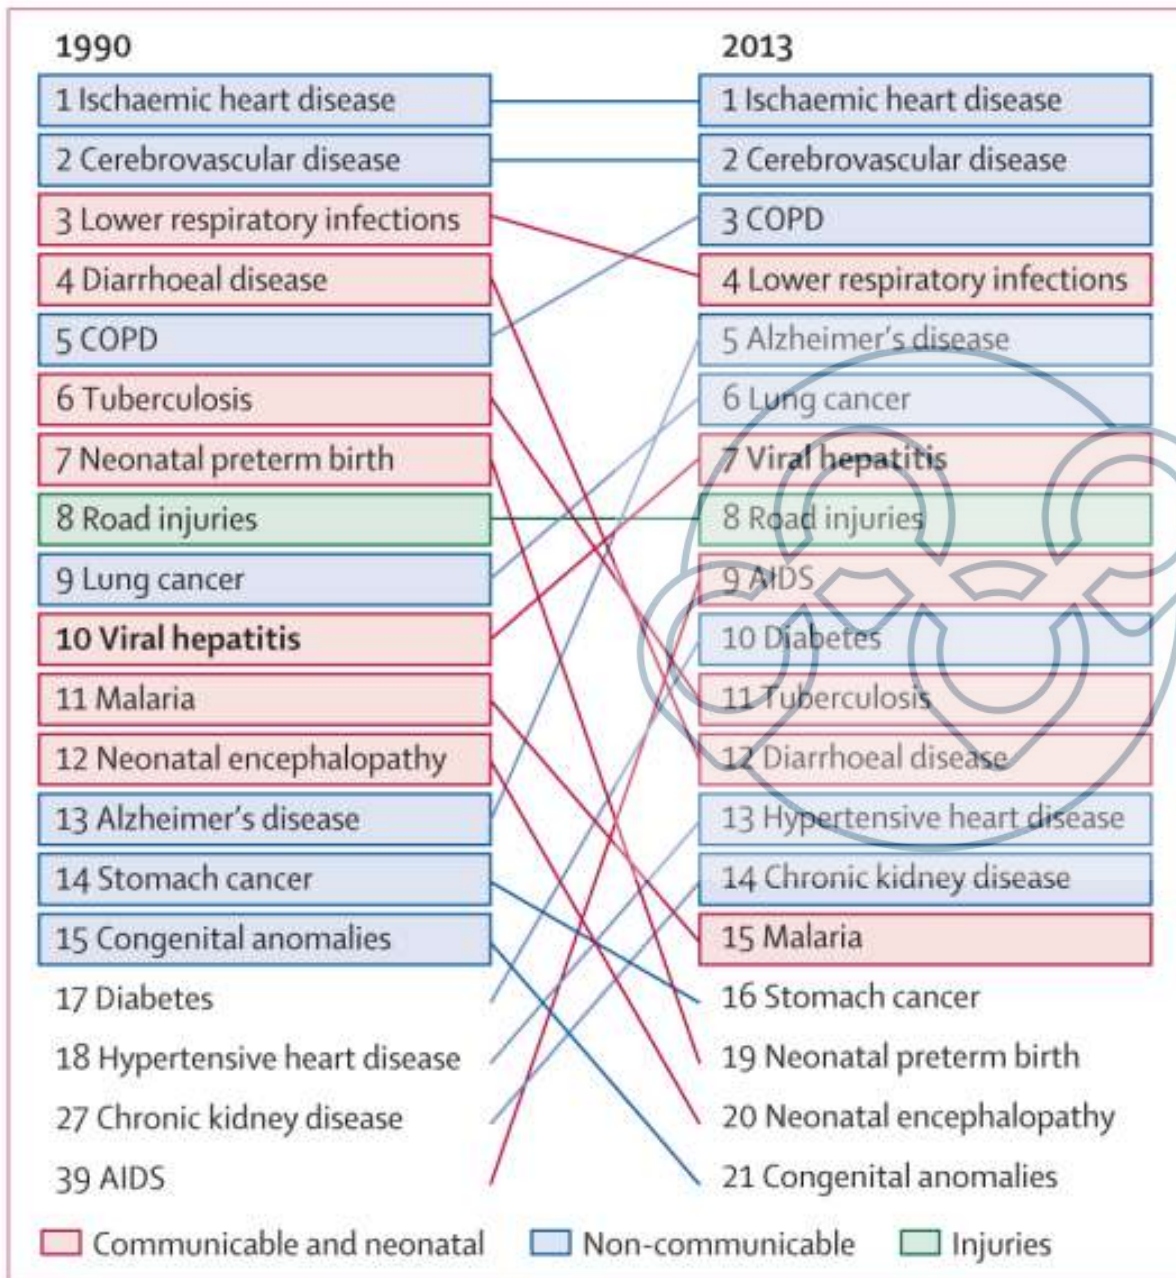 1990
1 Ischaemic heart disease
2 Cerebrovascular disease
3 Lower respiratory infections
4 Diarrhoeal disease
5 COPD
6 Tuberculosis
7 Neonatal preterm birth
8 Road injuries
9 Lung cancer
10 Viral hepatitis
11 Malaria
12 Neonatal encephalopathy
13 Alzheimer's disease
14 Stomach cancer
15 Congenital anomalies
17 Diabetes
18 Hypertensive heart disease
27 Chronic kidney disease
39 AIDS
2013
1 Ischaemic heart disease
2 Cerebrovascular disease
3 COPD
4 Lower respiratory infections
5 Alzheimer's disease
6 Lung cancer
7 Viral hepatitis
8 Road injuries
9 AIDS
10 Diabetes
11 Tuberculosis
12 Diarrhoeal disease
13 Hypertensive heart disease
14 Chronic kidney disease
15 Malaria
16 Stomach cancer
19 Neonatal preterm birth
20 Neonatal encephalopathy
21 Congenital anomalies
Communicable and neonatal
Non-communicable
Injuries